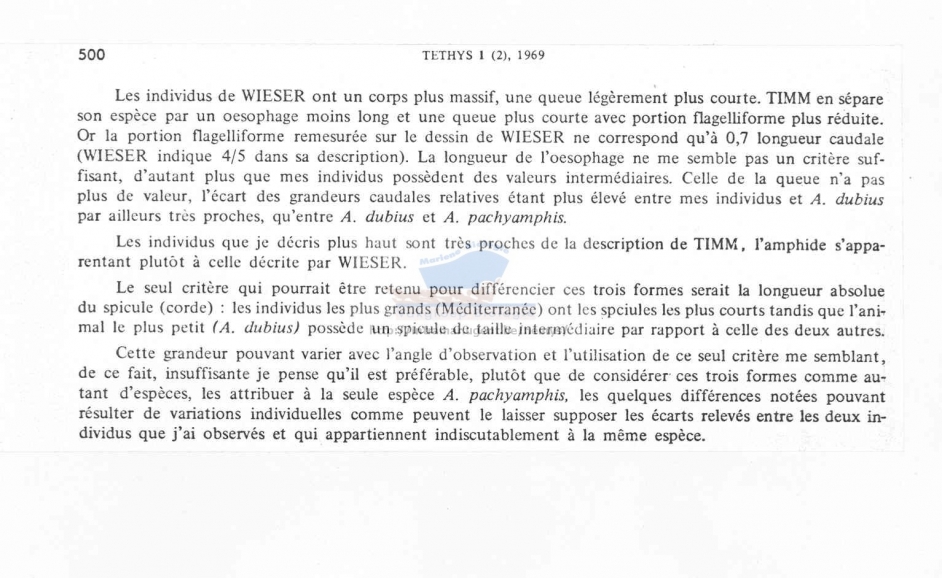 500
TETHYS 1 (2), 1969
Les individus de WIESER ont un corps plus massif, une queue légèrement plus courte. TIMM en sépare
son espèce par un oesophage moins long et une queue plus courte avec portion flagelliforme plus réduite.
Or la portion flagelliforme remesurée sur le dessin de WIESER ne correspond qu'à 0,7 longueur caudale
(WIESER indique 4/5 dans sa description). La longueur de l'oesophage ne me semble pas un critère suf-
fisant, d'autant plus que mes individus possèdent des valeurs intermédiaires. Celle de la queue n'a pas
plus de valeur, l'écart des grandeurs caudales relatives étant plus élevé entre mes individus et A. dubius
par ailleurs très proches, qu'entre A. dubius et A. pachyamphis.
Les individus que je décris plus haut sont très proches de la description de TIMM, l'amphide s'appa-
rentant plutôt à celle décrite par WIESER.
Le seul critère qui pourrait être retenu pour différencier ces trois formes serait la longueur absolue
du spicule (corde) : les individus les plus grands (Méditerranée) ont les spciules les plus courts tandis que l'ani-
mal le plus petit (A. dubius) possède un spicule de taille intermédiaire par rapport à celle des deux autres.
Cette grandeur pouvant varier avec l'angle d'observation et l'utilisation de ce seul critère me semblant,
de ce fait, insuffisante je pense qu'il est préférable, plutôt que de considérer ces trois formes comme au-
tant d'espèces, les attribuer à la seule espèce A. pachyamphis, les quelques différences notées pouvant
résulter de variations individuelles comme peuvent le laisser supposer les écarts relevés entre les deux in-
dividus que j'ai observés et qui appartiennent indiscutablement à la même espèce.